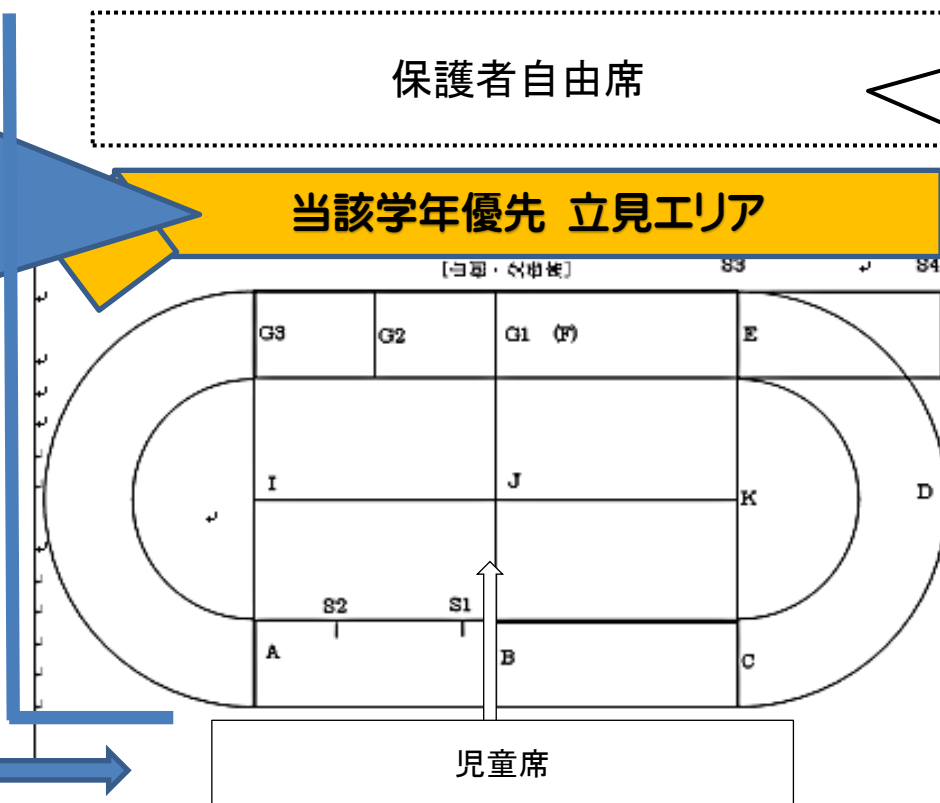 保護者自由席
当該学年優先 立見エリア
S3 S4
G3 G2 G1 (F) E
I J K D
S2 S1
A B C
児童席